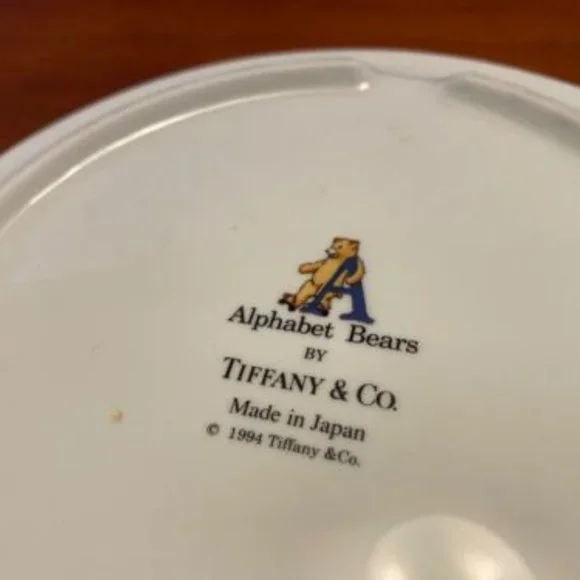 A
Alphabet Bears
BY
TIFFANY & CO.
Made in Japan
© 1994 Tiffany &Co.